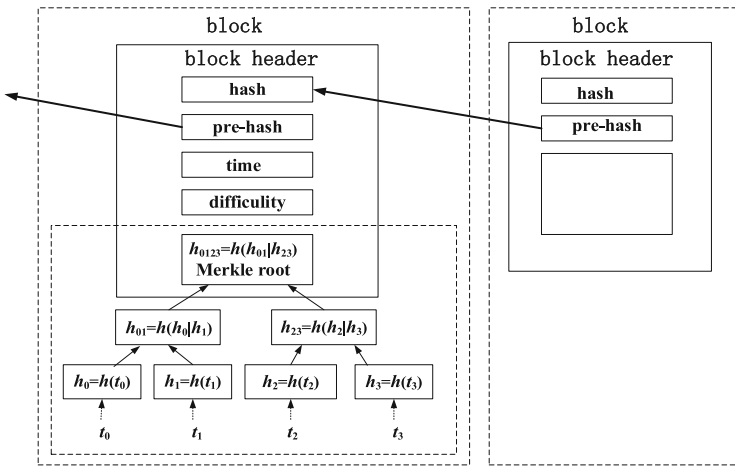 block
block header
hash
pre-hash
time
difficulity
h0123=h(h01|h23)
Merkle root
h01=h(h0|h1)
h23=h(h2|h3)
h0=h(t0)
h1=h(t1)
h2=h(t2)
h3=h(t3)
t0
t1
t2
t3
block
block header
hash
pre-hash